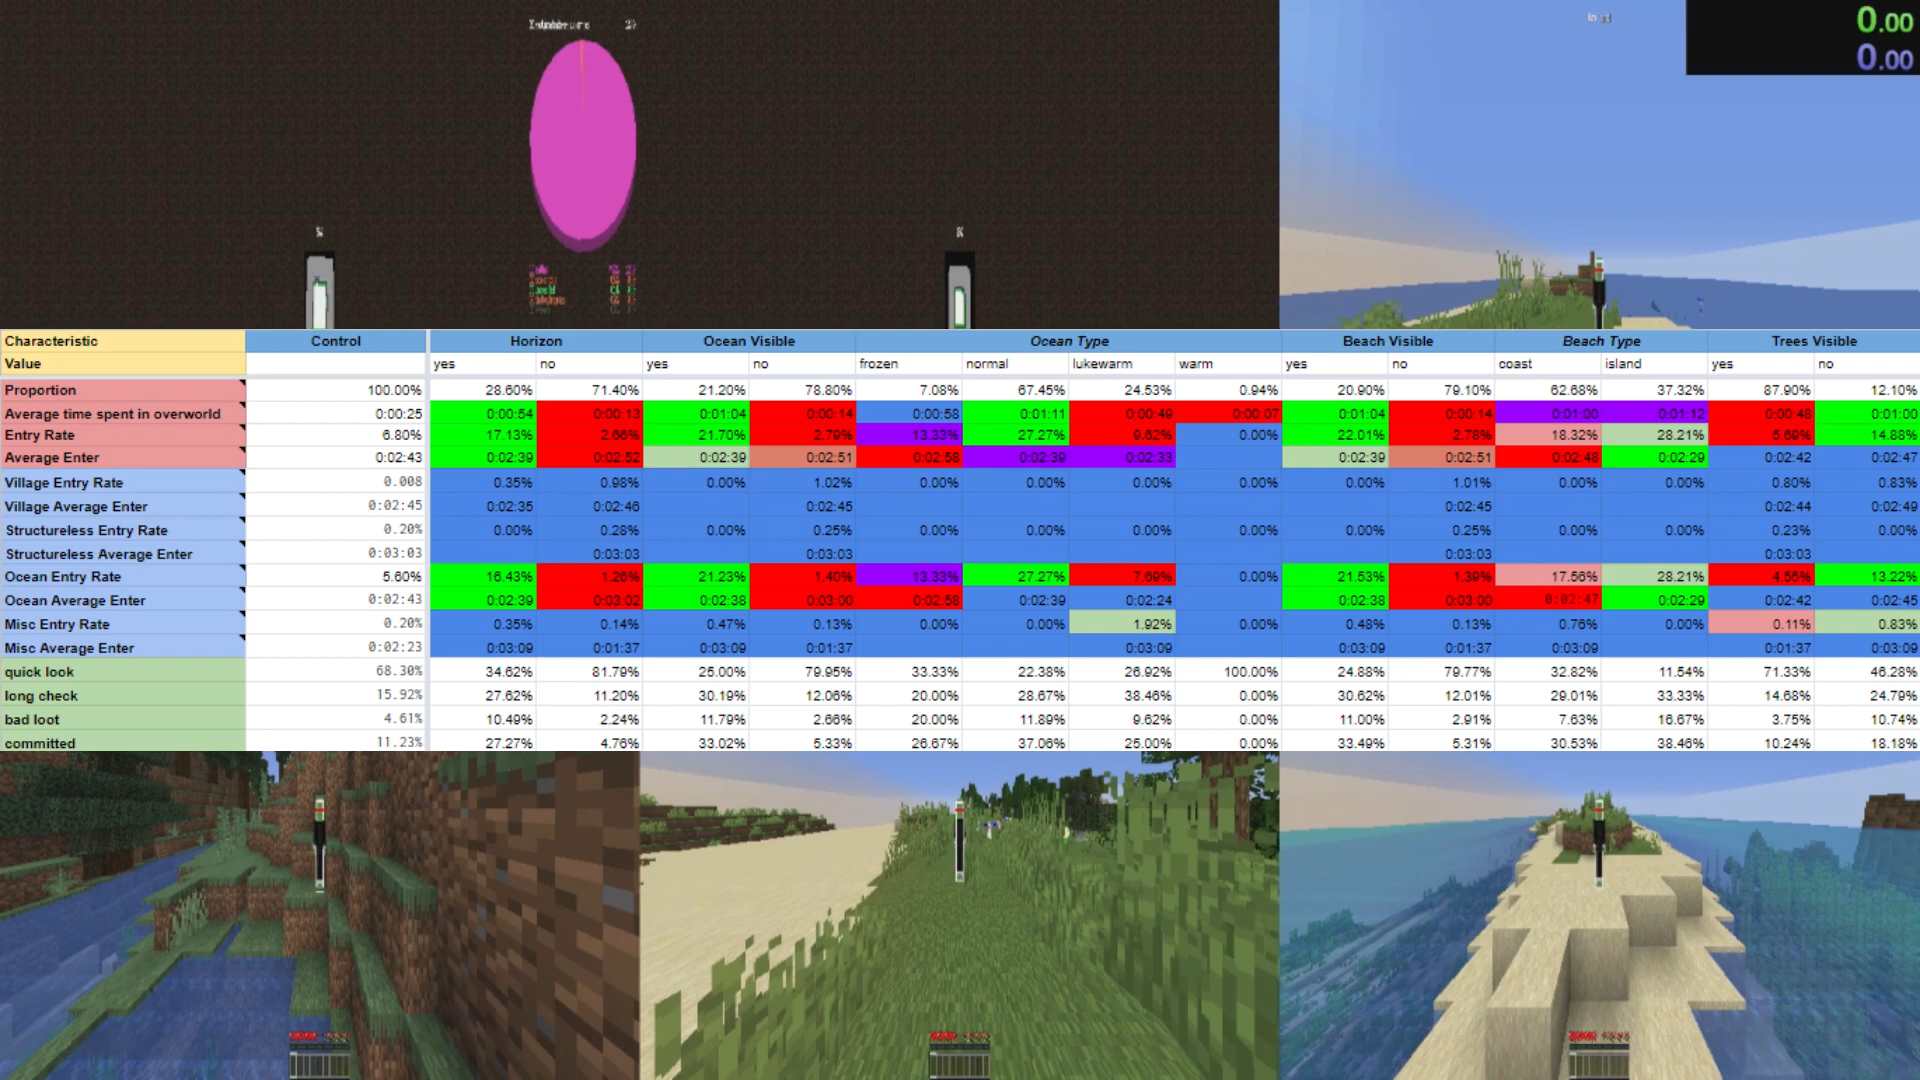 0.00
0.00
Characteristic Control Horizon Ocean Visible Ocean Type Beach Visible Beach Type Trees Visible
Value yes no yes no frozen normal lukewarm warm yes no coast island yes no
Proportion 100.00% 28.60% 71.40% 21.20% 78.80% 7.08% 67.45% 24.53% 0.94% 20.90% 79.10% 62.68% 37.32% 87.90% 12.10%
Average time spent in overworld 0:00:25 0:00:54 0:00:13 0:01:04 0:00:14 0:00:58 0:01:11 0:00:49 0:00:07 0:01:04 0:00:14 0:01:00 0:01:12 0:00:48 0:01:00
Entry Rate 6.80% 17.13% 2.66% 21.70% 2.79% 13.33% 27.27% 9.62% 0.00% 22.01% 2.78% 18.32% 28.21% 5.69% 14.88%
Average Enter 0:02:43 0:02:39 0:02:52 0:02:39 0:02:51 0:02:58 0:02:39 0:02:33 0:02:39 0:02:51 0:02:48 0:02:29 0:02:42 0:02:47
Village Entry Rate 0.008 0.35% 0.98% 0.00% 1.02% 0.00% 0.00% 0.00% 0.00% 0.00% 1.01% 0.00% 0.00% 0.80% 0.83%
Village Average Enter 0:02:45 0:02:35 0:02:46 0:02:45 0:02:45 0:02:44 0:02:49
Structureless Entry Rate 0.20% 0.00% 0.28% 0.00% 0.25% 0.00% 0.00% 0.00% 0.00% 0.00% 0.25% 0.00% 0.00% 0.23% 0.00%
Structureless Average Enter 0:03:03 0:03:03 0:03:03 0:03:03 0:03:03
Ocean Entry Rate 5.60% 16.43% 1.26% 21.23% 1.40% 13.33% 27.27% 7.69% 0.00% 21.53% 1.39% 17.56% 28.21% 4.55% 13.22%
Ocean Average Enter 0:02:43 0:02:39 0:03:02 0:02:38 0:03:00 0:02:58 0:02:39 0:02:24 0:02:38 0:03:00 0:02:47 0:02:29 0:02:42 0:02:45
Misc Entry Rate 0.20% 0.35% 0.14% 0.47% 0.13% 0.00% 0.00% 1.92% 0.00% 0.48% 0.13% 0.76% 0.00% 0.11% 0.83%
Misc Average Enter 0:02:23 0:03:09 0:01:37 0:03:09 0:01:37 0:03:09 0:03:09 0:01:37 0:03:09 0:01:37 0:03:09
quick look 68.30% 34.62% 81.79% 25.00% 79.95% 33.33% 22.38% 26.92% 100.00% 24.88% 79.77% 32.82% 11.54% 71.33% 46.28%
long check 15.92% 27.62% 11.20% 30.19% 12.06% 20.00% 28.67% 38.46% 0.00% 30.62% 12.01% 29.01% 33.33% 14.68% 24.79%
bad loot 4.61% 10.49% 2.24% 11.79% 2.66% 20.00% 11.89% 9.62% 0.00% 11.00% 2.91% 7.63% 16.67% 3.75% 10.74%
committed 11.23% 27.27% 4.76% 33.02% 5.33% 26.67% 37.06% 25.00% 0.00% 33.49% 5.31% 30.53% 38.46% 10.24% 18.18%